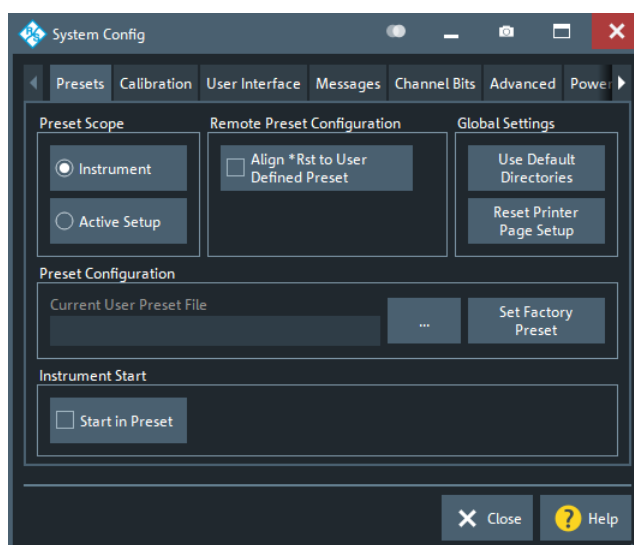 System Config
Presets Calibration User Interface Messages Channel Bits Advanced Power
Preset Scope
Instrument
Active Setup
Remote Preset Configuration
Align *Rst to User
Defined Preset
Global Settings
Use Default
Directories
Reset Printer
Page Setup
Preset Configuration
Current User Preset File
...
Set Factory
Preset
Instrument Start
Start in Preset
Close
? Help